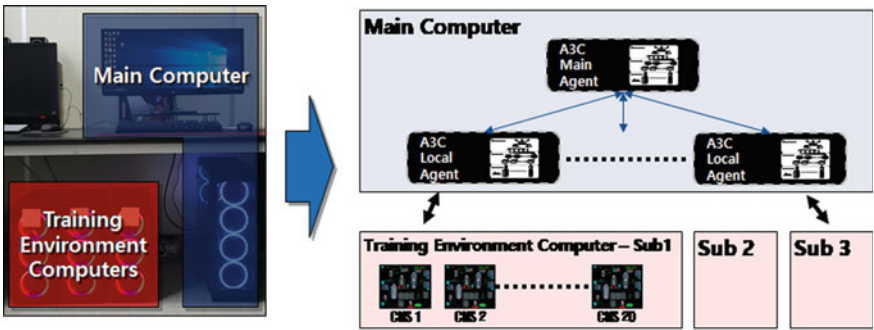 Main Computer
Training
Environment
Computers
Main Computer
A3C
Main
Agent
A3C
Local
Agent
A3C
Local
Agent
Training Environment Computer – Sub1
CNS 1
CNS 2
CNS 20
Sub 2
Sub 3